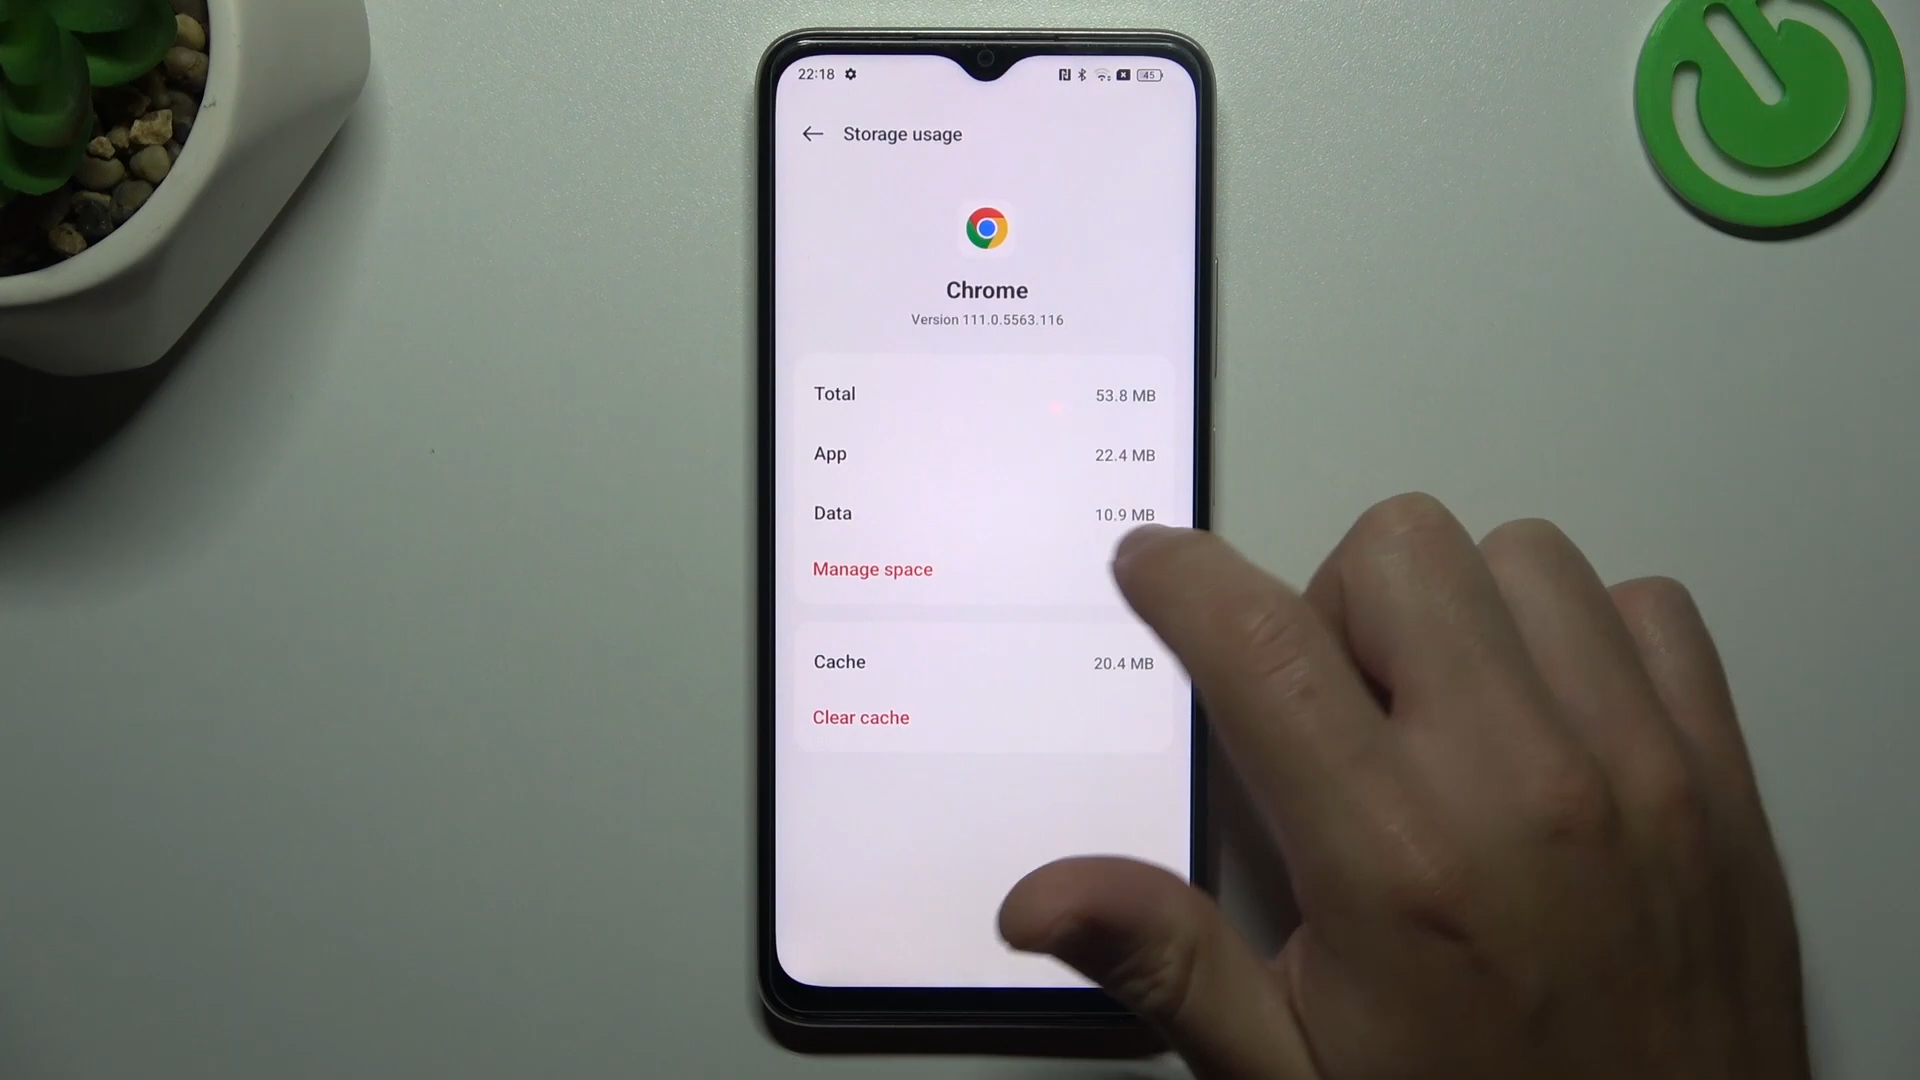 22:18 45
Storage usage
Chrome
Version 111.0.5563.116
Total 53.8 MB
App 22.4 MB
Data 10.9 MB
Manage space
Cache 20.4 MB
Clear cache